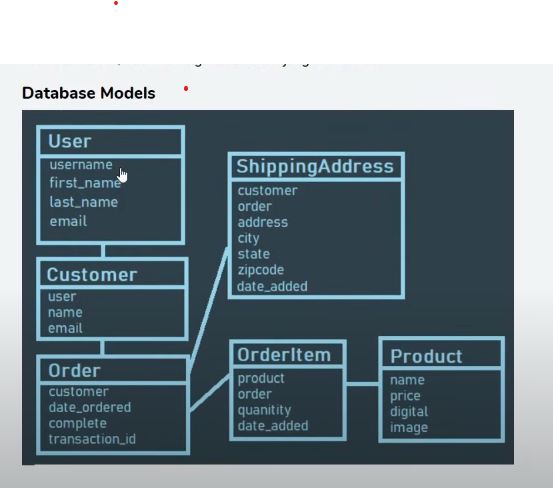 Database Models
User
username
first_name
last_name
email
Customer
user
name
email
Order
customer
date_ordered
complete
transaction_id
ShippingAddress
customer
order
address
city
state
zipcode
date_added
OrderItem
product
order
quanitity
date_added
Product
name
price
digital
image